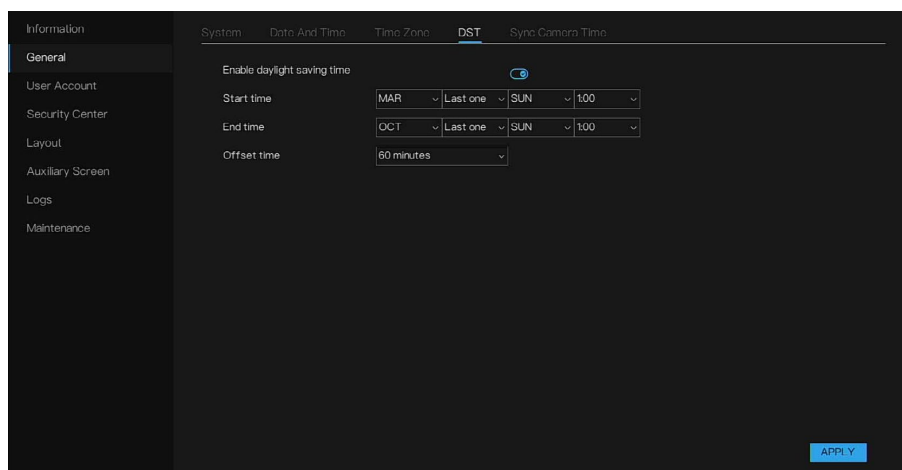 Information
General
User Account
Security Center
Layout
Auxiliary Screen
Logs
Maintenance
System Date And Time Time Zone DST Sync Camera Time
Enable daylight saving time
Start time MAR Last one SUN 1:00
End time OCT Last one SUN 1:00
Offset time 60 minutes
APPLY